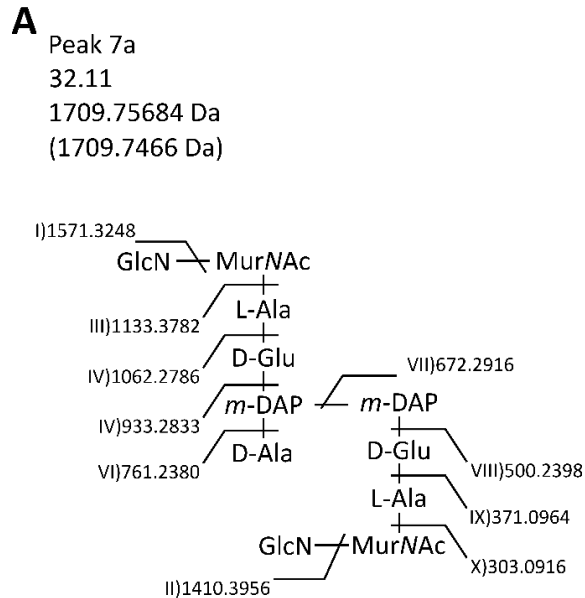 A
Peak 7a
32.11
1709.75684 Da
(1709.7466 Da)
I)1571.3248
GlcN — MurNAc
III)1133.3782
L-Ala
IV)1062.2786
D-Glu
VII)672.2916
IV)933.2833
m-DAP — m-DAP
VI)761.2380
D-Ala
D-Glu
VIII)500.2398
L-Ala
IX)371.0964
GlcN — MurNAc
X)303.0916
II)1410.3956